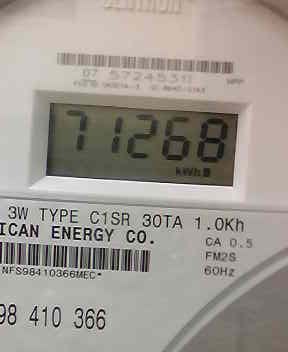 07 57245311
71268
kWh
3W TYPE C1SR 30TA 1.0Kh
ICAN ENERGY CO.
CA 0.5
FM2S
60Hz
NFS98410366MEC*
98 410 366